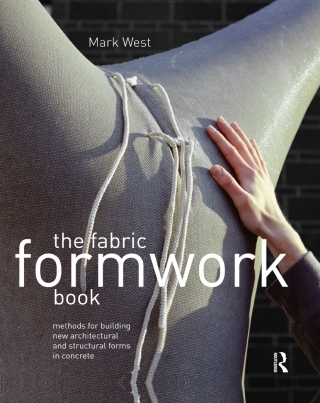 Mark West
the fabric
formwork
book
methods for building
new architectural
and structural forms
in concrete
R